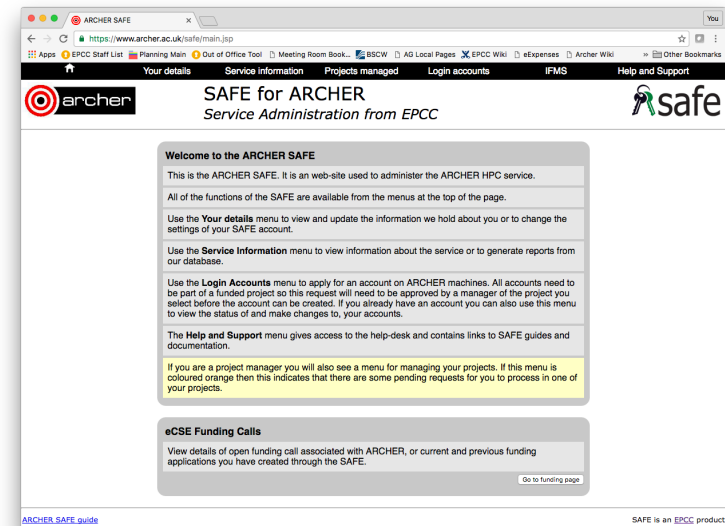 ARCHER SAFE
You
https://www.archer.ac.uk/safe/main.jsp
Apps EPCC Staff List Planning Main Out of Office Tool Meeting Room Book... BSCW AG Local Pages EPCC Wiki eExpenses Archer Wiki » Other Bookmarks
Your details Service information Projects managed Login accounts IFMS Help and Support
archer
SAFE for ARCHER
Service Administration from EPCC
safe
Welcome to the ARCHER SAFE
This is the ARCHER SAFE. It is an web-site used to administer the ARCHER HPC service.
All of the functions of the SAFE are available from the menus at the top of the page.
Use the Your details menu to view and update the information we hold about you or to change the
settings of your SAFE account.
Use the Service Information menu to view information about the service or to generate reports from
our database.
Use the Login Accounts menu to apply for an account on ARCHER machines. All accounts need to
be part of a funded project so this request will need to be approved by a manager of the project you
select before the account can be created. If you already have an account you can also use this menu
to view the status of and make changes to, your accounts.
The Help and Support menu gives access to the help-desk and contains links to SAFE guides and
documentation.
If you are a project manager you will also see a menu for managing your projects. If this menu is
coloured orange then this indicates that there are some pending requests for you to process in one of
your projects.
eCSE Funding Calls
View details of open funding call associated with ARCHER, or current and previous funding
applications you have created through the SAFE.
Go to funding page
ARCHER SAFE guide
SAFE is an EPCC product